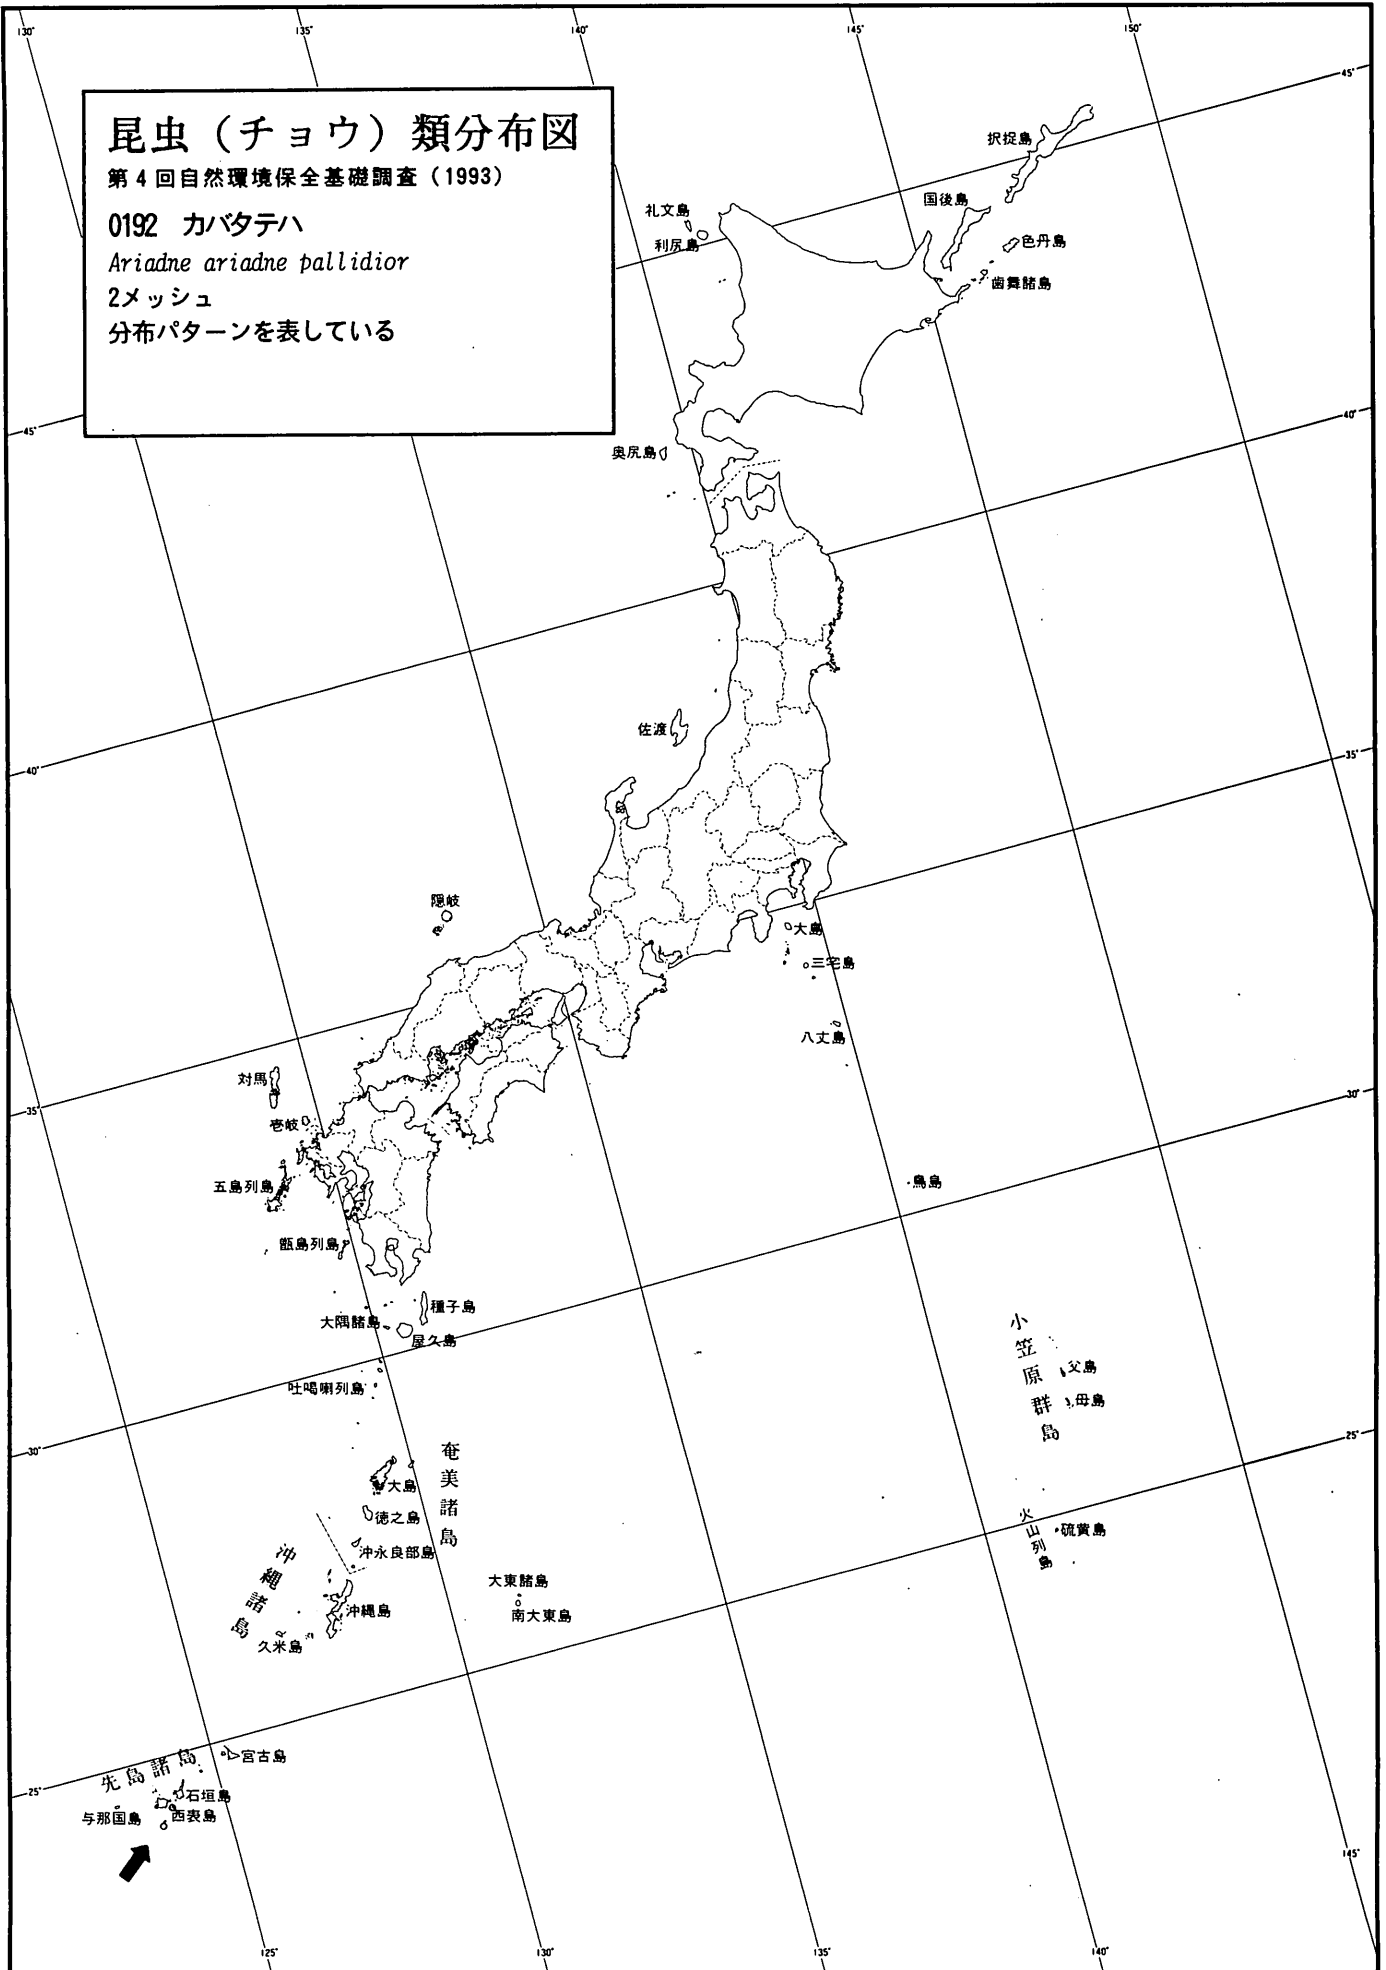 130°
135°
140°
145°
150°
昆虫（チョウ）類分布図
第4回自然環境保全基礎調査（1993）
0192 カバタテハ
Ariadne ariadne pallidior
2メッシュ
分布パターンを表している
45°
択捉島
国後島
色丹島
歯舞諸島
礼文島
利尻島
奥尻島
45°
40°
佐渡
40°
35°
隠岐
大島
三宅島
八丈島
対馬
壱岐
35°
30°
五島列島
甑島列島
鳥島
種子島
大隅諸島
屋久島
吐噶喇列島
小笠原群島
父島
母島
30°
25°
奄美諸島
大島
徳之島
沖永良部島
沖縄諸島
沖縄島
久米島
大東諸島
南大東島
火山列島
硫黄島
先島諸島
宮古島
石垣島
西表島
与那国島
25°
145°
125°
130°
135°
140°